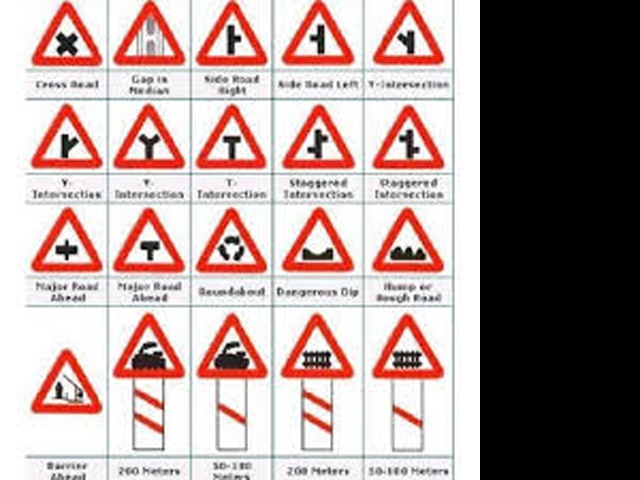 Cross Road
Gap in
Median
Side Road
Right
Side Road Left
Y-Intersection
Y-
Intersection
Y-
Intersection
T-
Intersection
Staggered
Intersection
Staggered
Intersection
Major Road
Ahead
Major Road
Ahead
Roundabout
Dangerous Dip
Hump or
Rough Road
Barrier
Ahead
200 Meters
50-100
Meters
200 Meters
50-100 Meters